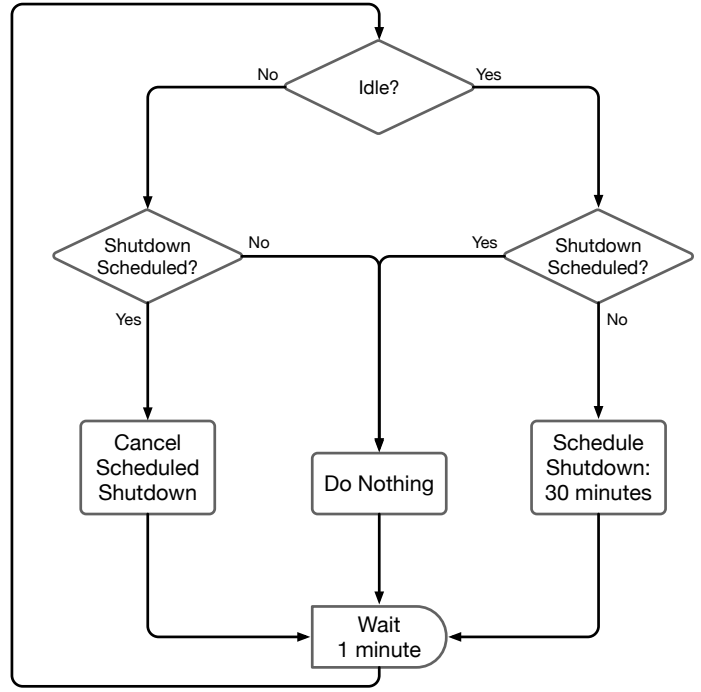 Idle?
No
Yes
Shutdown
Scheduled?
No
Yes
Shutdown
Scheduled?
Yes
No
Cancel
Scheduled
Shutdown
Do Nothing
Schedule
Shutdown:
30 minutes
Wait
1 minute